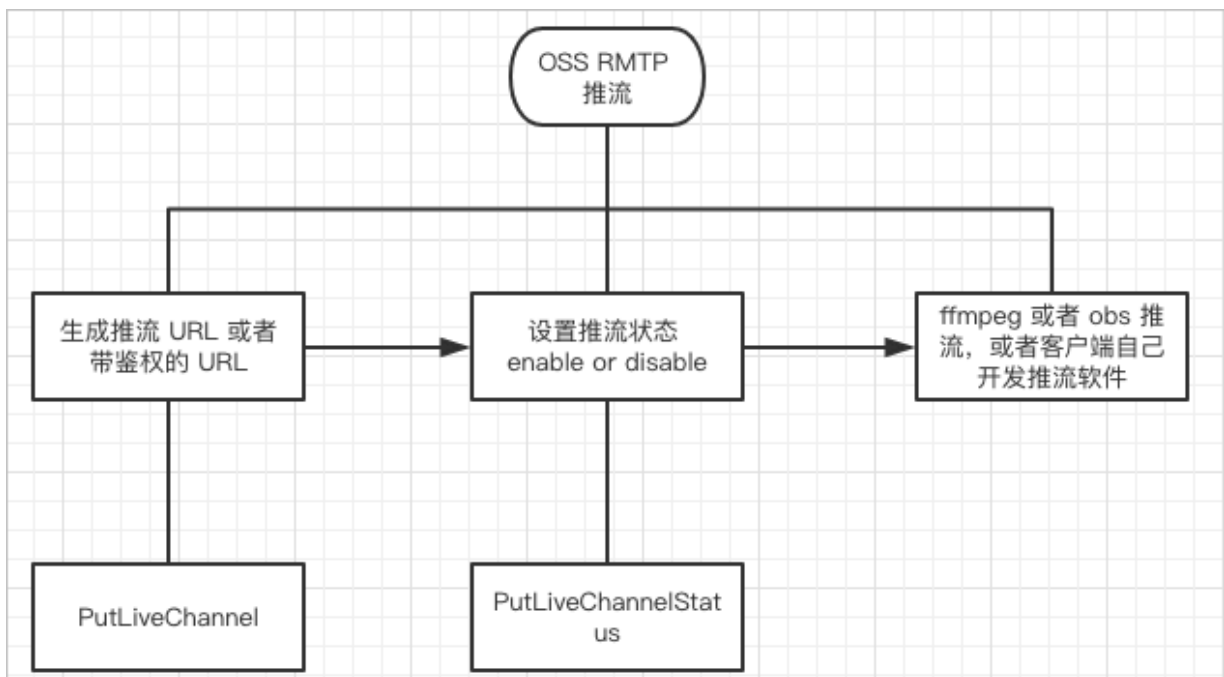 OSS RMTP
推流
生成推流 URL 或者
带鉴权的 URL
设置推流状态
enable or disable
ffmpeg 或者 obs 推
流，或者客户端自己
开发推流软件
PutLiveChannel
PutLiveChannelStat
us